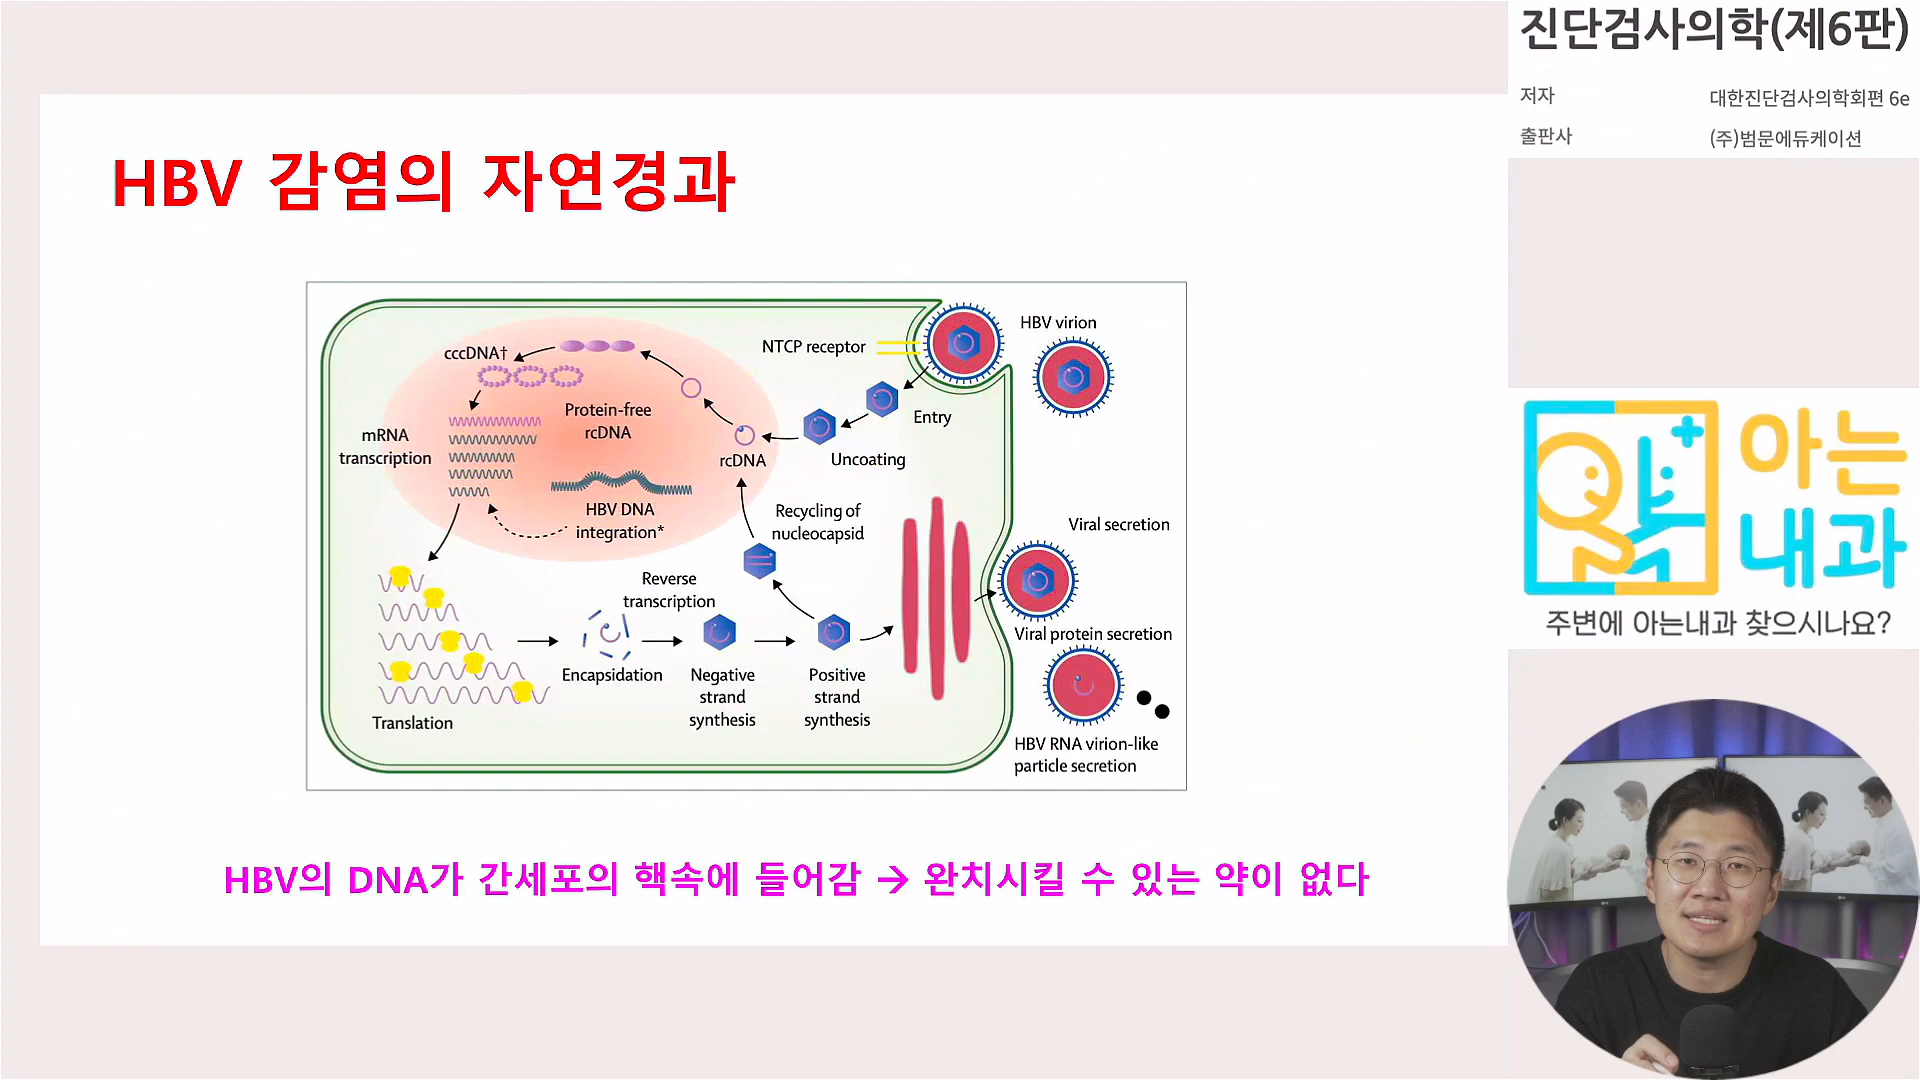 HBV 감염의 자연경과
HBV virion
NTCP receptor
cccDNA†
Protein-free
rcDNA
Entry
mRNA
transcription
rcDNA
Uncoating
HBV DNA
integration*
Recycling of
nucleocapsid
Viral secretion
Reverse
transcription
Viral protein secretion
Encapsidation
Negative
strand
synthesis
Positive
strand
synthesis
Translation
HBV RNA virion-like
particle secretion
HBV의 DNA가 간세포의 핵속에 들어감 → 완치시킬 수 있는 약이 없다
진단검사의학(제6판)
저자 대한진단검사의학회편 6e
출판사 (주)범문에듀케이션
아는
내과
주변에 아는내과 찾으시나요?